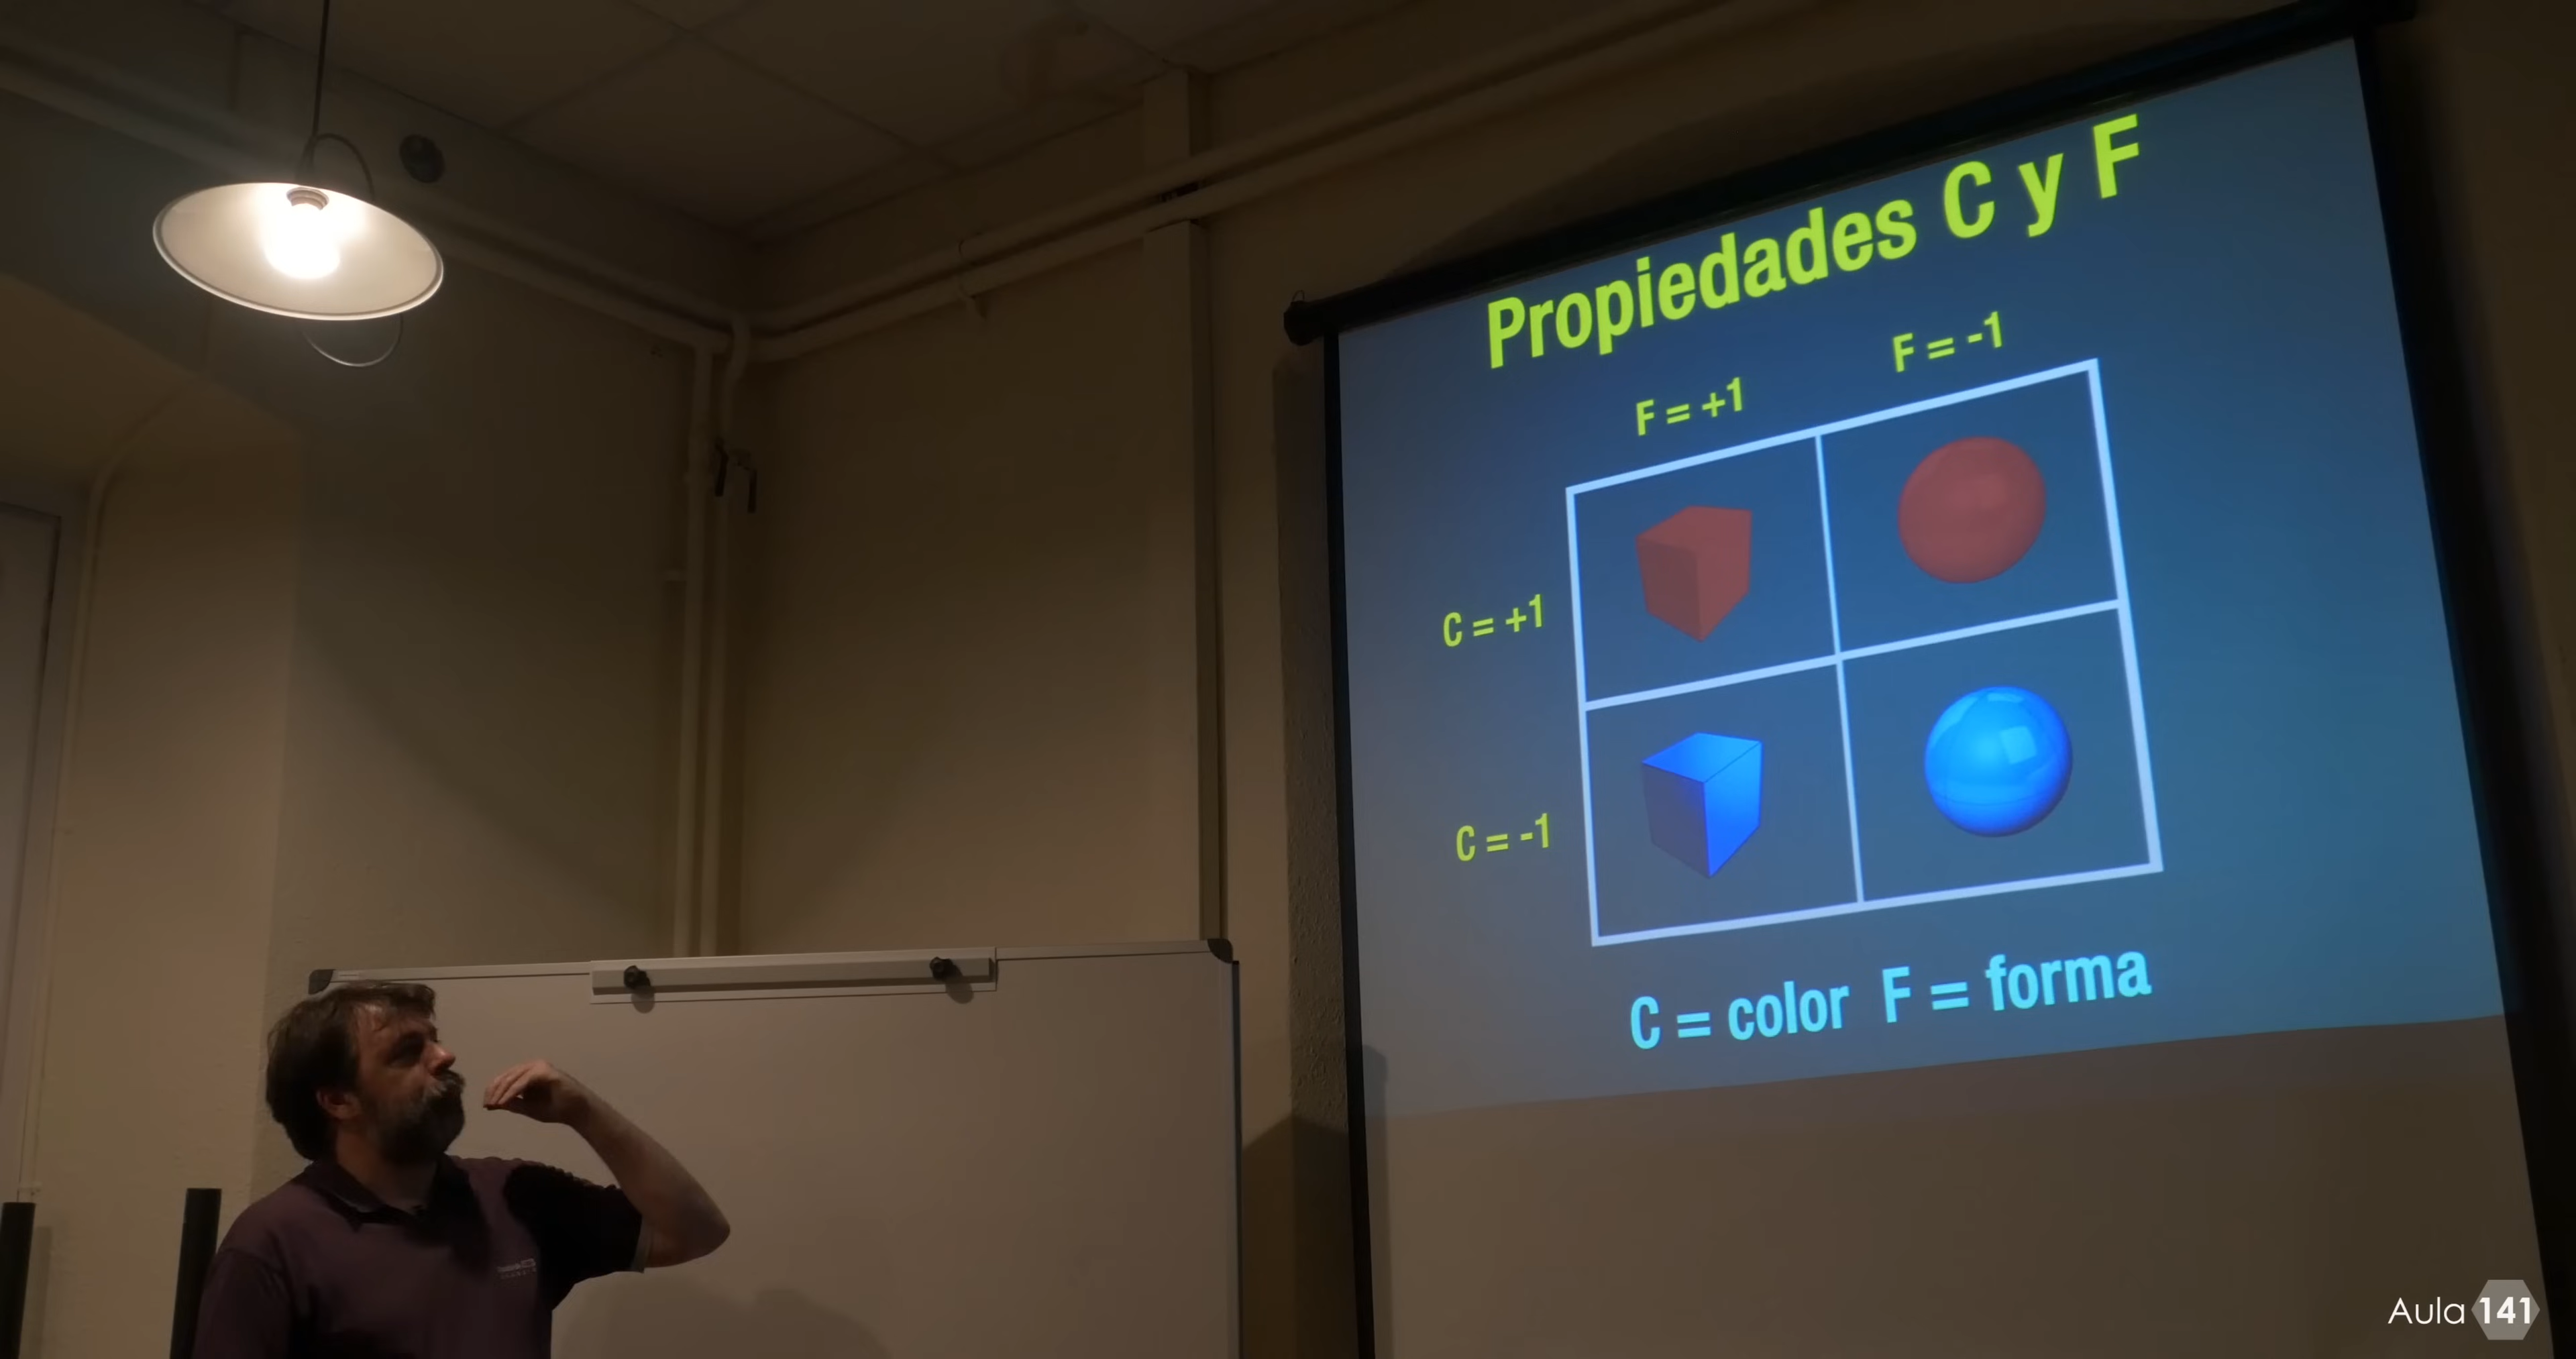 Propiedades C y F
F = +1
F = -1
C = +1
C = -1
C = color F = forma
Aula 141